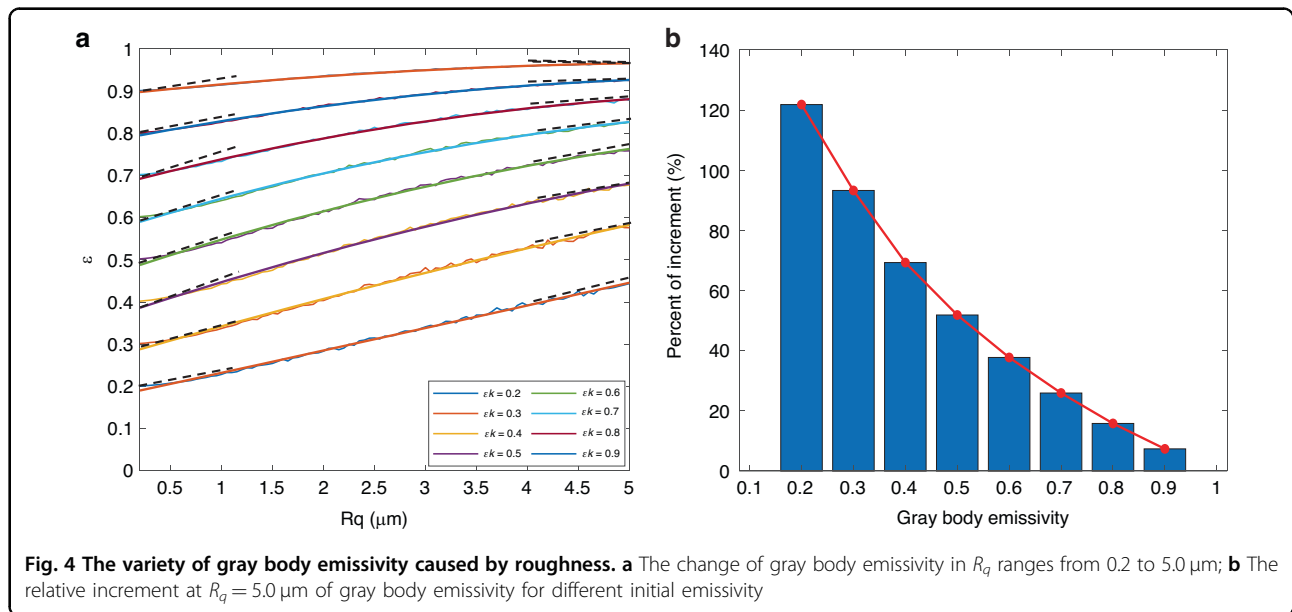 a
1
0.9
0.8
0.7
0.6
0.5
0.4
0.3
0.2
0.1
0
ε
0.5 1 1.5 2 2.5 3 3.5 4 4.5 5
Rq (μm)
εk = 0.2 εk = 0.6
εk = 0.3 εk = 0.7
εk = 0.4 εk = 0.8
εk = 0.5 εk = 0.9
b
140
120
100
80
60
40
20
0
Percent of increment (%)
0.1 0.2 0.3 0.4 0.5 0.6 0.7 0.8 0.9 1
Gray body emissivity
Fig. 4 The variety of gray body emissivity caused by roughness. a The change of gray body emissivity in Rq ranges from 0.2 to 5.0 μm; b The
relative increment at Rq = 5.0 μm of gray body emissivity for different initial emissivity